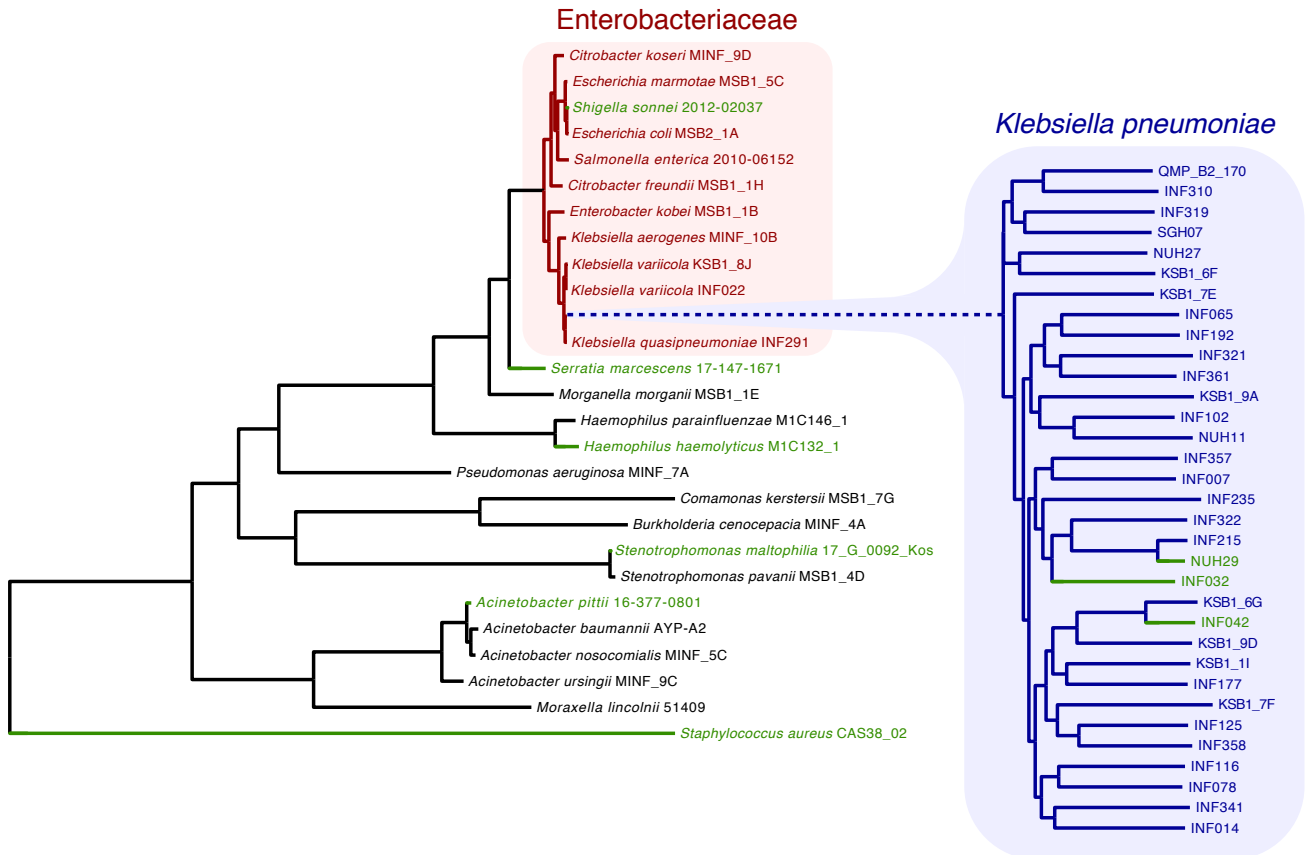 Enterobacteriaceae
Citrobacter koseri MINF_9D
Escherichia marmotae MSB1_5C
Shigella sonnei 2012-02037
Escherichia coli MSB2_1A
Salmonella enterica 2010-06152
Citrobacter freundii MSB1_1H
Enterobacter kobei MSB1_1B
Klebsiella aerogenes MINF_10B
Klebsiella variicola KSB1_8J
Klebsiella variicola INF022
Klebsiella quasipneumoniae INF291
Serratia marcescens 17-147-1671
Morganella morganii MSB1_1E
Haemophilus parainfluenzae M1C146_1
Haemophilus haemolyticus M1C132_1
Pseudomonas aeruginosa MINF_7A
Comamonas kerstersii MSB1_7G
Burkholderia cenocepacia MINF_4A
Stenotrophomonas maltophilia 17_G_0092_Kos
Stenotrophomonas pavanii MSB1_4D
Acinetobacter pittii 16-377-0801
Acinetobacter baumannii AYP-A2
Acinetobacter nosocomialis MINF_5C
Acinetobacter ursingii MINF_9C
Moraxella lincolnii 51409
Staphylococcus aureus CAS38_02
Klebsiella pneumoniae
QMP_B2_170
INF310
INF319
SGH07
NUH27
KSB1_6F
KSB1_7E
INF065
INF192
INF321
INF361
KSB1_9A
INF102
NUH11
INF357
INF007
INF235
INF322
INF215
NUH29
INF032
KSB1_6G
INF042
KSB1_9D
KSB1_1I
INF177
KSB1_7F
INF125
INF358
INF116
INF078
INF341
INF014